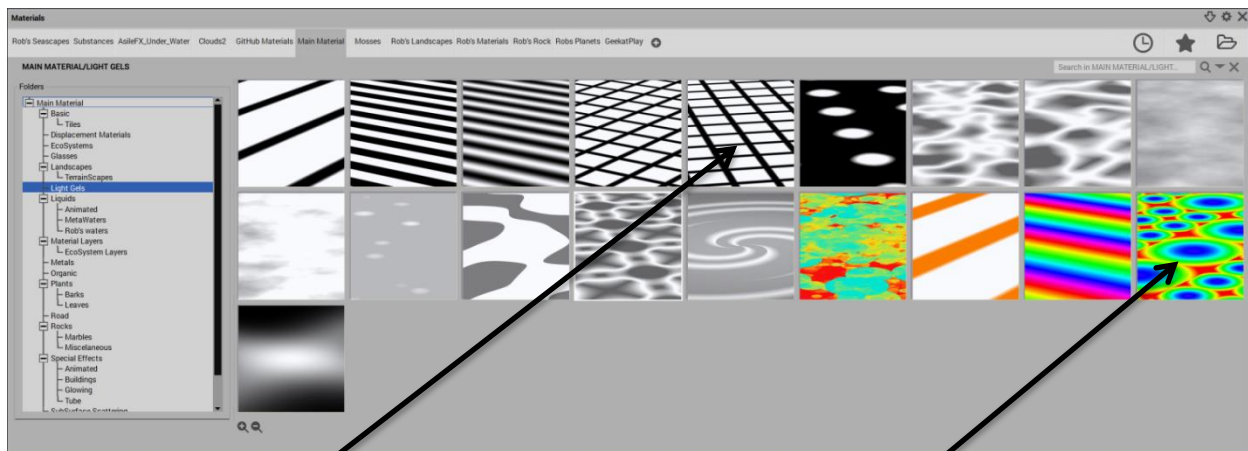 Materials
Rob's Seascapes Substances AsileFX_Under_Water Clouds2 GitHub Materials Main Material Mosses Rob's Landscapes Rob's Materials Rob's Rock Robs Planets GeekatPlay
MAIN MATERIAL/LIGHT GELS
Search in MAIN MATERIAL/LIGHT...
Folders
Main Material
Basic
Tiles
Displacement Materials
EcoSystems
Glasses
Landscapes
TerrainScapes
Light Gels
Liquids
Animated
MetaWaters
Rob's waters
Material Layers
EcoSystem Layers
Metals
Organic
Plants
Barks
Leaves
Road
Rocks
Marbles
Miscelaneous
Special Effects
Animated
Buildings
Glowing
Tube
SubSurface Scattering